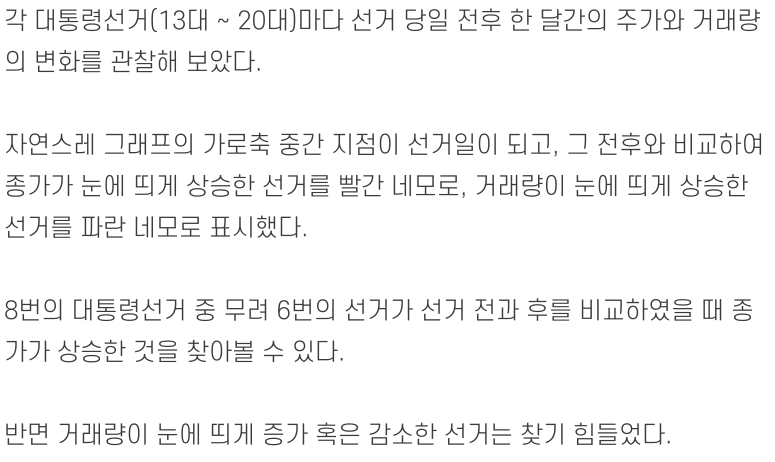 각 대통령선거(13대 ~ 20대)마다 선거 당일 전후 한 달간의 주가와 거래량
의 변화를 관찰해 보았다.
자연스레 그래프의 가로축 중간 지점이 선거일이 되고, 그 전후와 비교하여
종가가 눈에 띄게 상승한 선거를 빨간 네모로, 거래량이 눈에 띄게 상승한
선거를 파란 네모로 표시했다.
8번의 대통령선거 중 무려 6번의 선거가 선거 전과 후를 비교하였을 때 종
가가 상승한 것을 찾아볼 수 있다.
반면 거래량이 눈에 띄게 증가 혹은 감소한 선거는 찾기 힘들었다.